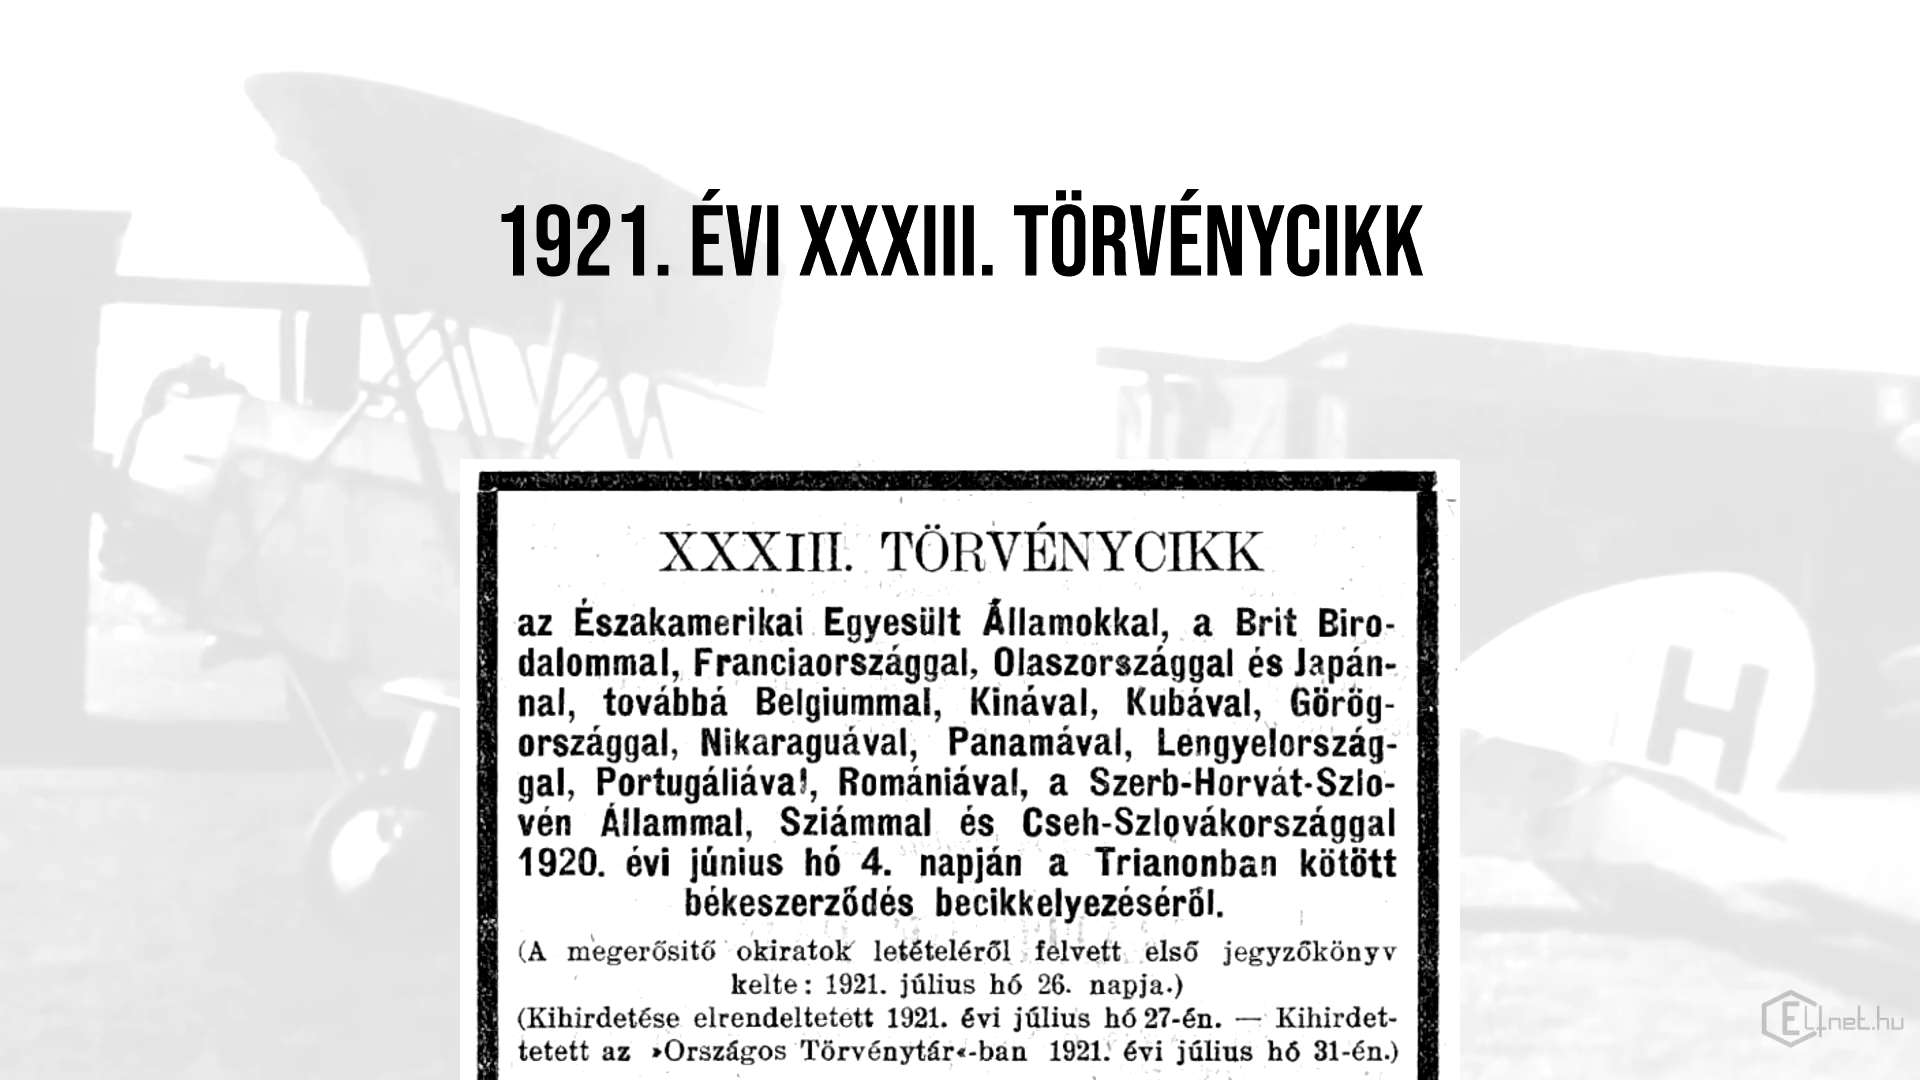 1921. ÉVI XXXIII. TÖRVÉNYCIKK
XXXIII. TÖRVÉNYCIKK
az Északamerikai Egyesült Államokkal, a Brit Biro-
dalommal, Franciaországgal, Olaszországgal és Japán-
nal, továbbá Belgiummal, Kinával, Kubával, Görög-
országgal, Nikaraguával, Panamával, Lengyelország-
gal, Portugáliával, Romániával, a Szerb-Horvát-Szlo-
vén Állammal, Sziámmal és Cseh-Szlovákországgal
1920. évi június hó 4. napján a Trianonban kötött
békeszerződés becikkelyezéséről.
(A megerősitő okiratok letételéről felvett első jegyzőkönyv
kelte: 1921. július hó 26. napja.)
(Kihirdetése elrendeltetett 1921. évi július hó 27-én. — Kihirdet-
tetett az »Országos Törvénytár«-ban 1921. évi július hó 31-én.)
H
ELTnet.hu